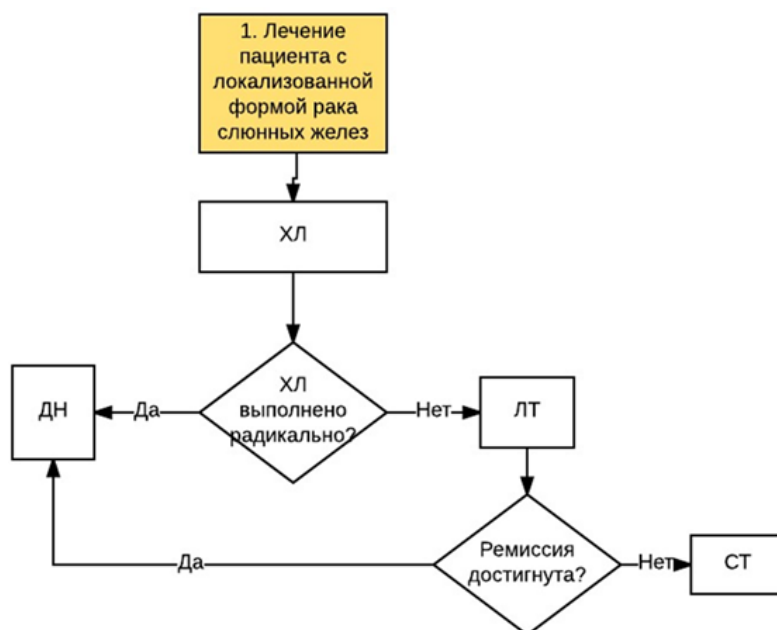 1. Лечение
пациента с
локализованной
формой рака
слюнных желез
ХЛ
ХЛ
выполнено
радикально?
Да
ДН
Нет
ЛТ
Ремиссия
достигнута?
Да
Нет
СТ